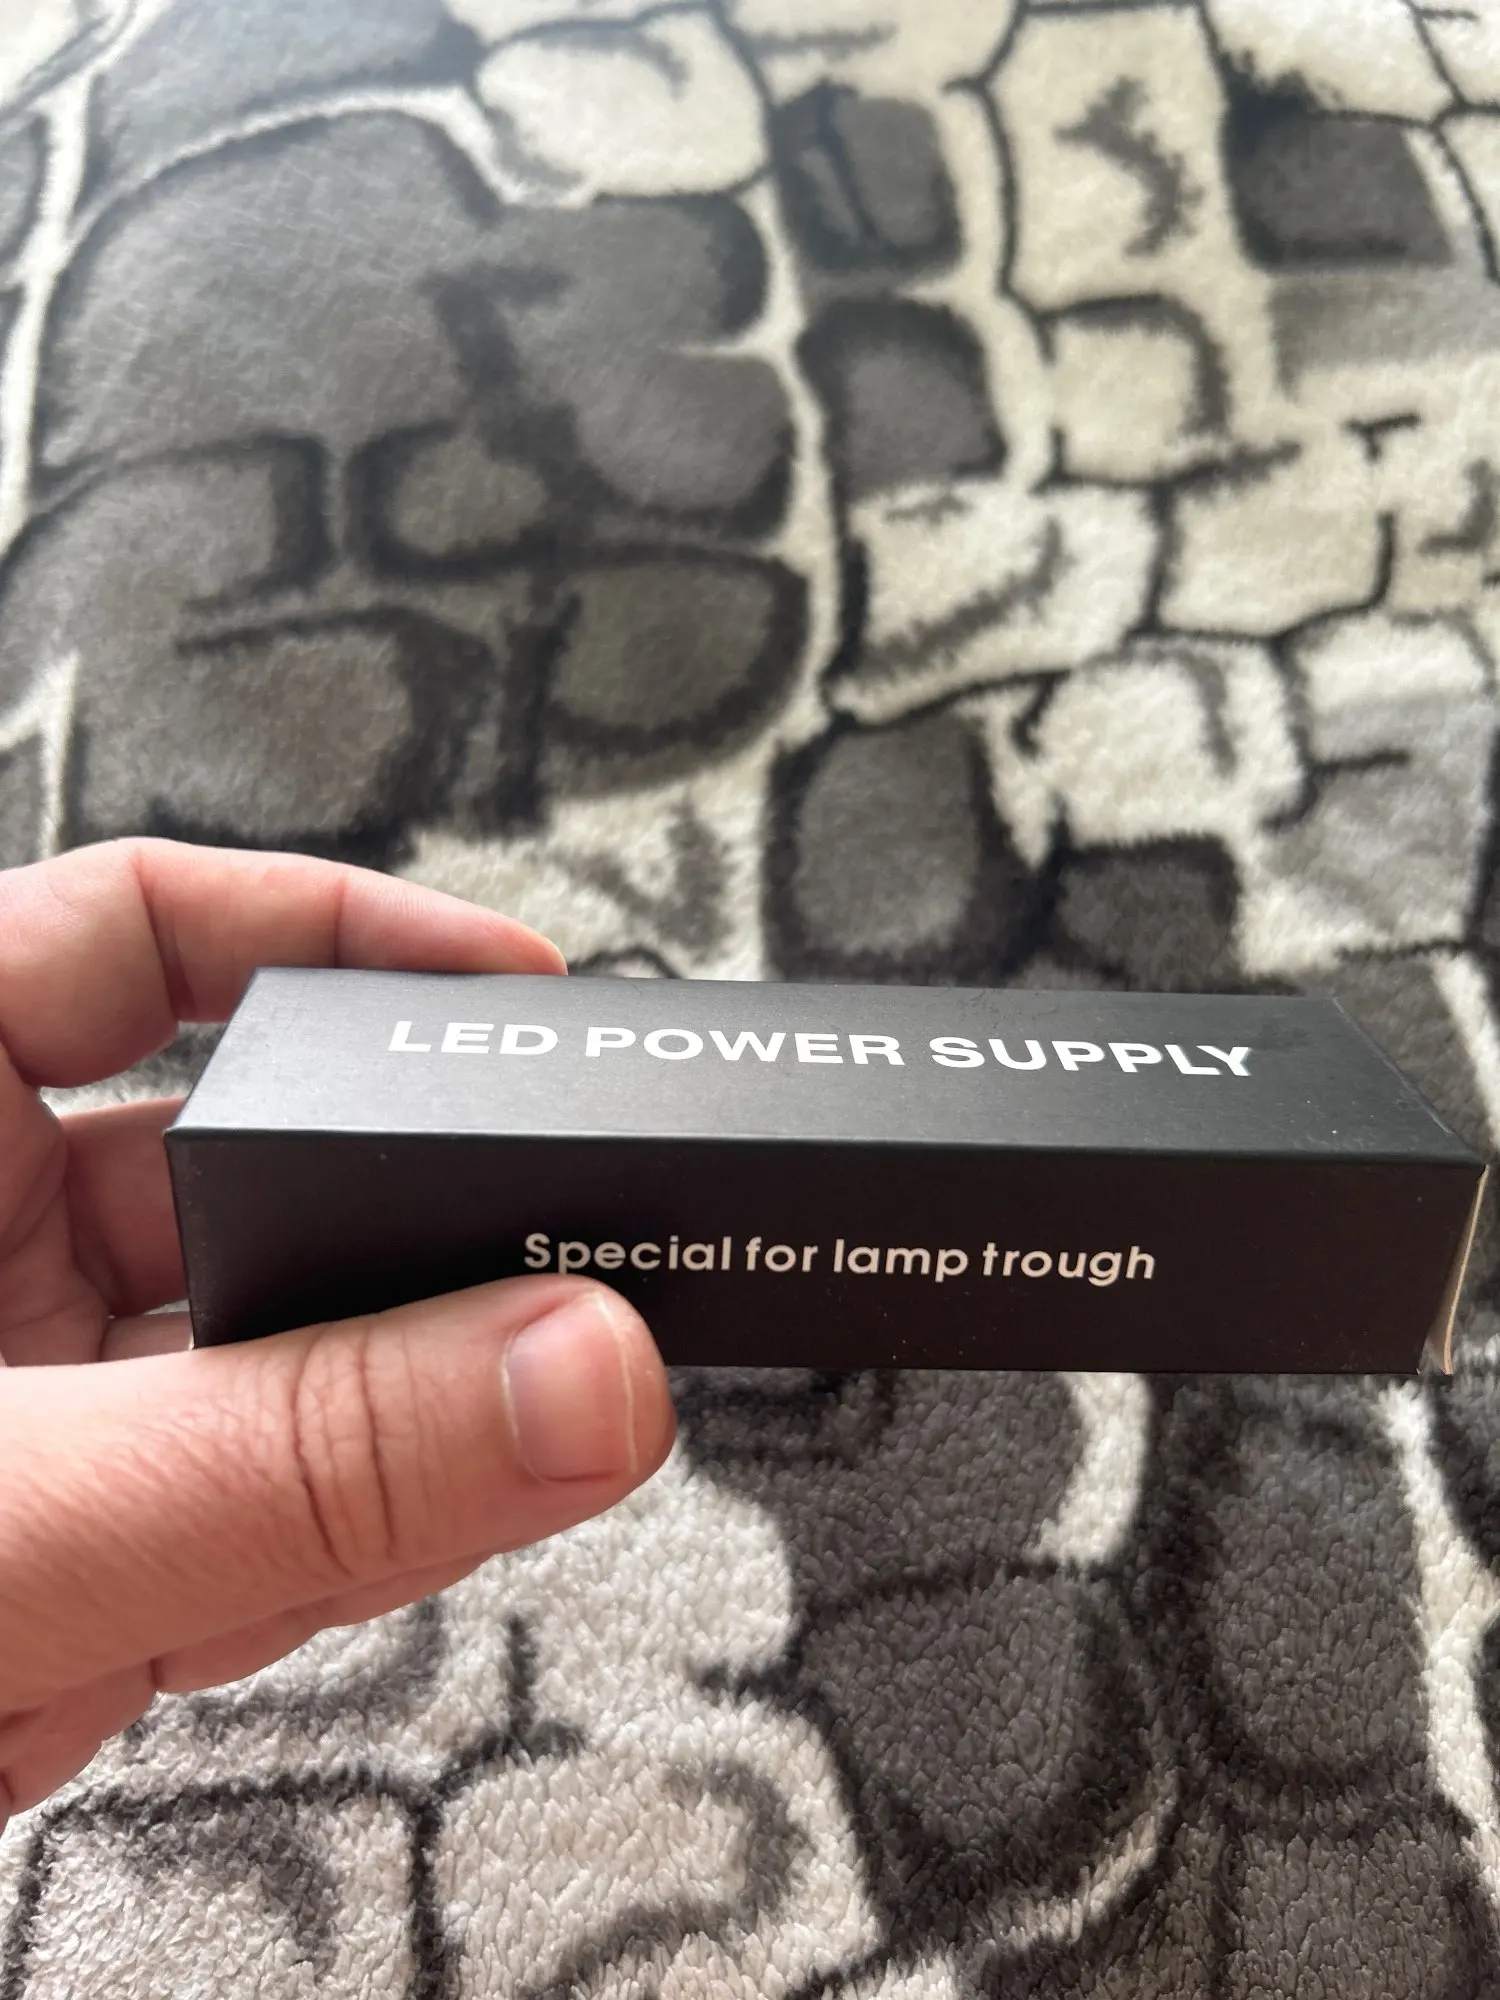 LED POWER SUPPLY
Special for lamp trough